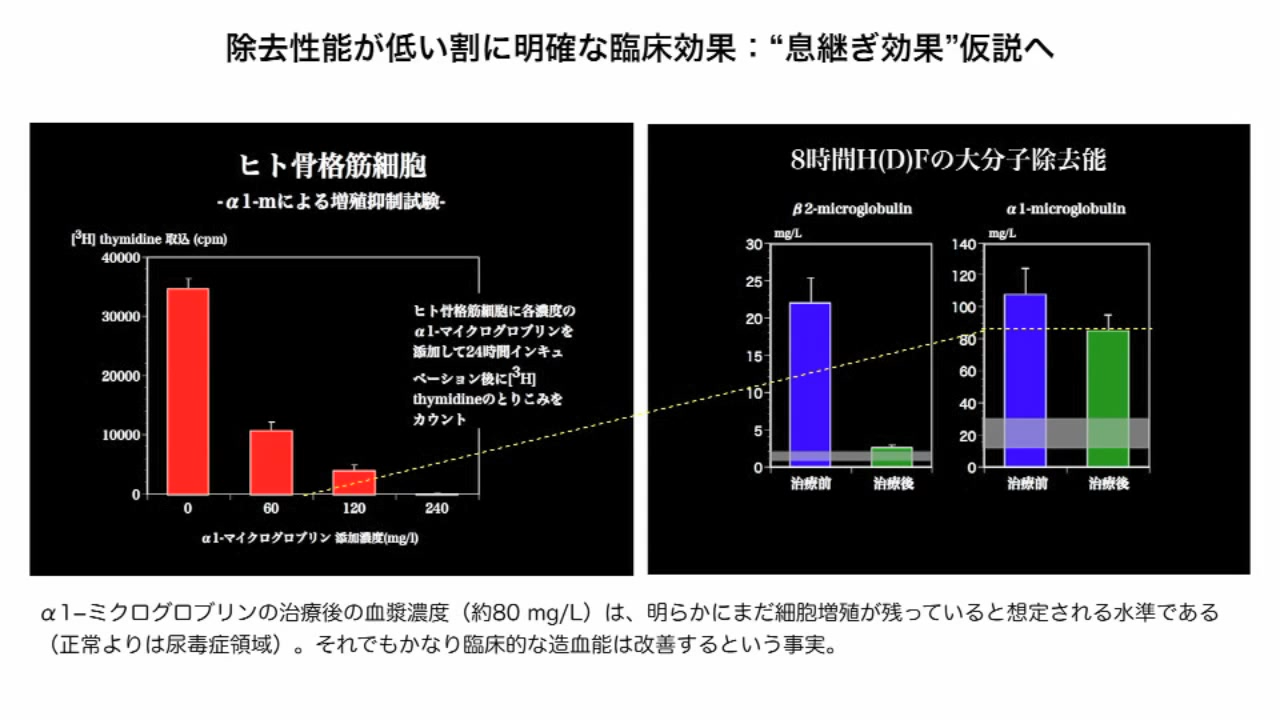 除去性能が低い割に明確な臨床効果：“息継ぎ効果”仮説へ
ヒト骨格筋細胞
-α1-mによる増殖抑制試験-
[³H] thymidine 取込 (cpm)
40000
30000
20000
10000
0
0 60 120 240
α1-マイクログロブリン 添加濃度(mg/l)
ヒト骨格筋細胞に各濃度の
α1-マイクログロブリンを
添加して24時間インキュ
ベーション後に[³H]
thymidineのとりこみを
カウント
8時間H(D)Fの大分子除去能
β2-microglobulin
mg/L
30
25
20
15
10
5
0
治療前 治療後
α1-microglobulin
mg/L
140
120
100
80
60
40
20
0
治療前 治療後
α1−ミクログロブリンの治療後の血漿濃度（約80 mg/L）は、明らかにまだ細胞増殖が残っていると想定される水準である
（正常よりは尿毒症領域）。それでもかなり臨床的な造血能は改善するという事実。